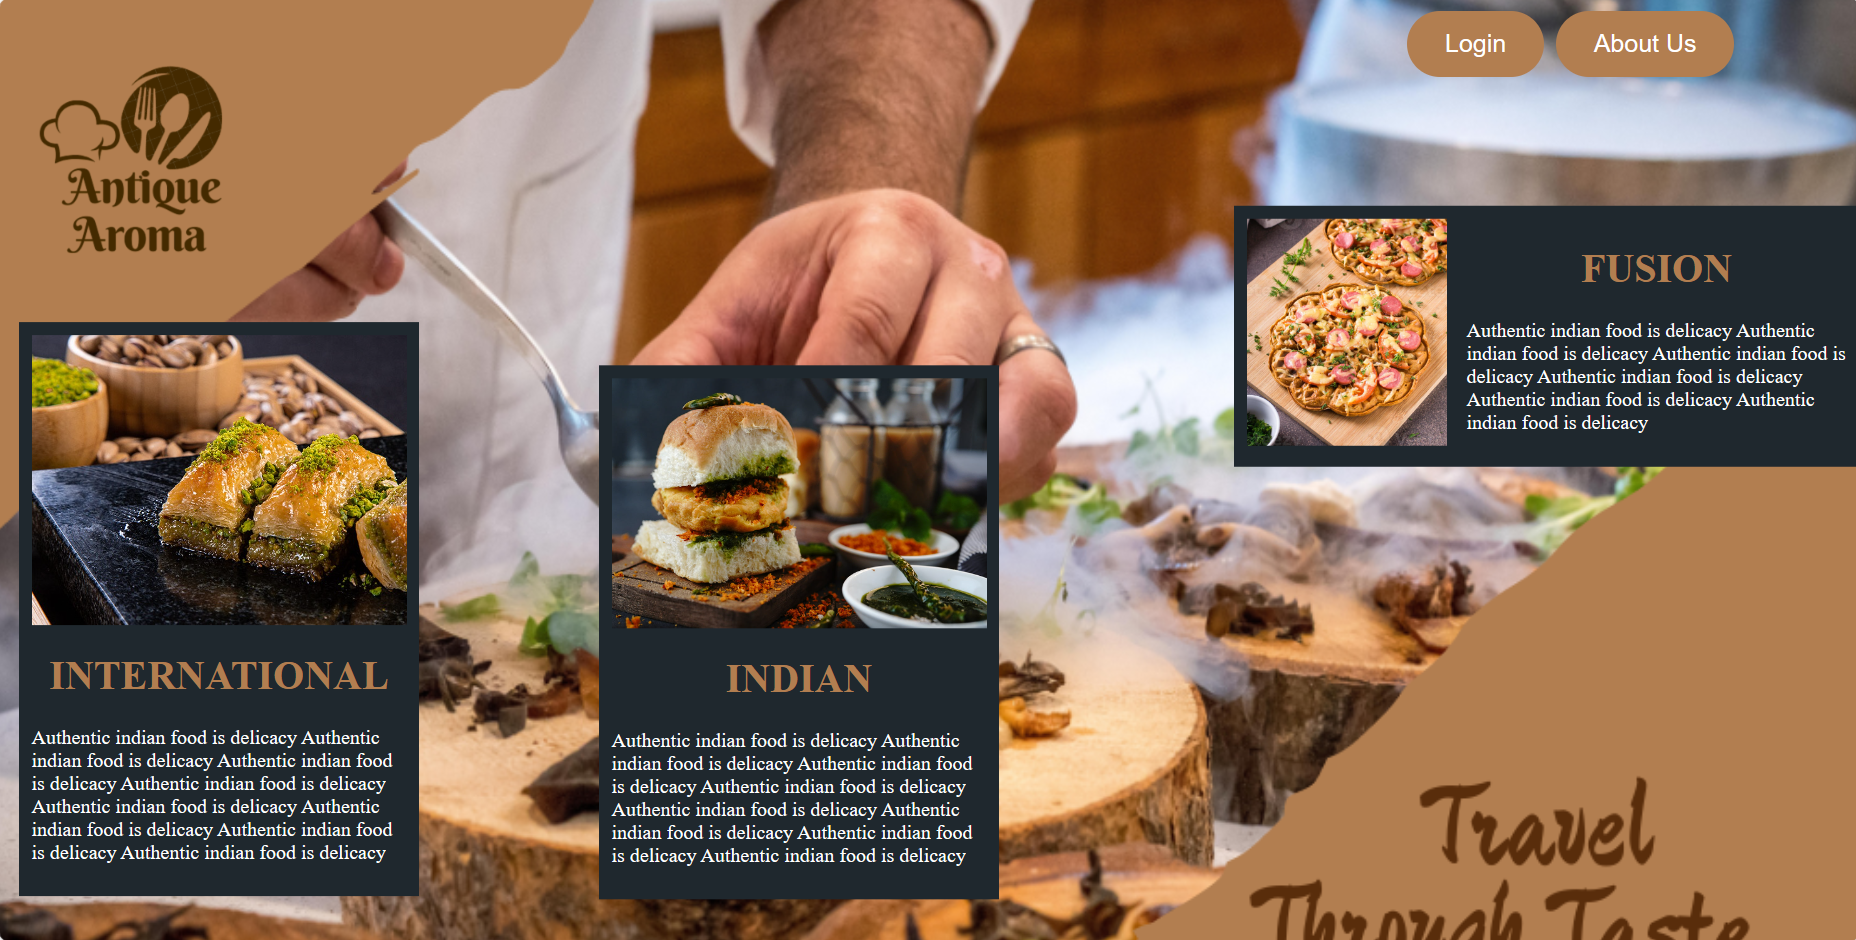 Login
About Us
Antique
Aroma
FUSION
Authentic indian food is delicacy Authentic
indian food is delicacy Authentic indian food is
delicacy Authentic indian food is delicacy
Authentic indian food is delicacy Authentic
indian food is delicacy
INTERNATIONAL
Authentic indian food is delicacy Authentic
indian food is delicacy Authentic indian food
is delicacy Authentic indian food is delicacy
Authentic indian food is delicacy Authentic
indian food is delicacy Authentic indian food
is delicacy Authentic indian food is delicacy
INDIAN
Authentic indian food is delicacy Authentic
indian food is delicacy Authentic indian food
is delicacy Authentic indian food is delicacy
Authentic indian food is delicacy Authentic
indian food is delicacy Authentic indian food
is delicacy Authentic indian food is delicacy
Travel
Through Taste